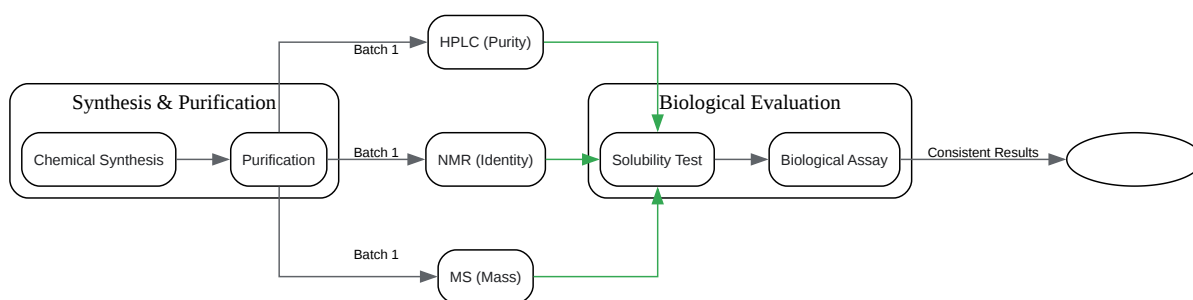 HPLC (Purity)
Batch 1
Synthesis & Purification
Biological Evaluation
Chemical Synthesis
Purification
Batch 1
NMR (Identity)
Solubility Test
Biological Assay
Consistent Results
Batch 1
MS (Mass)